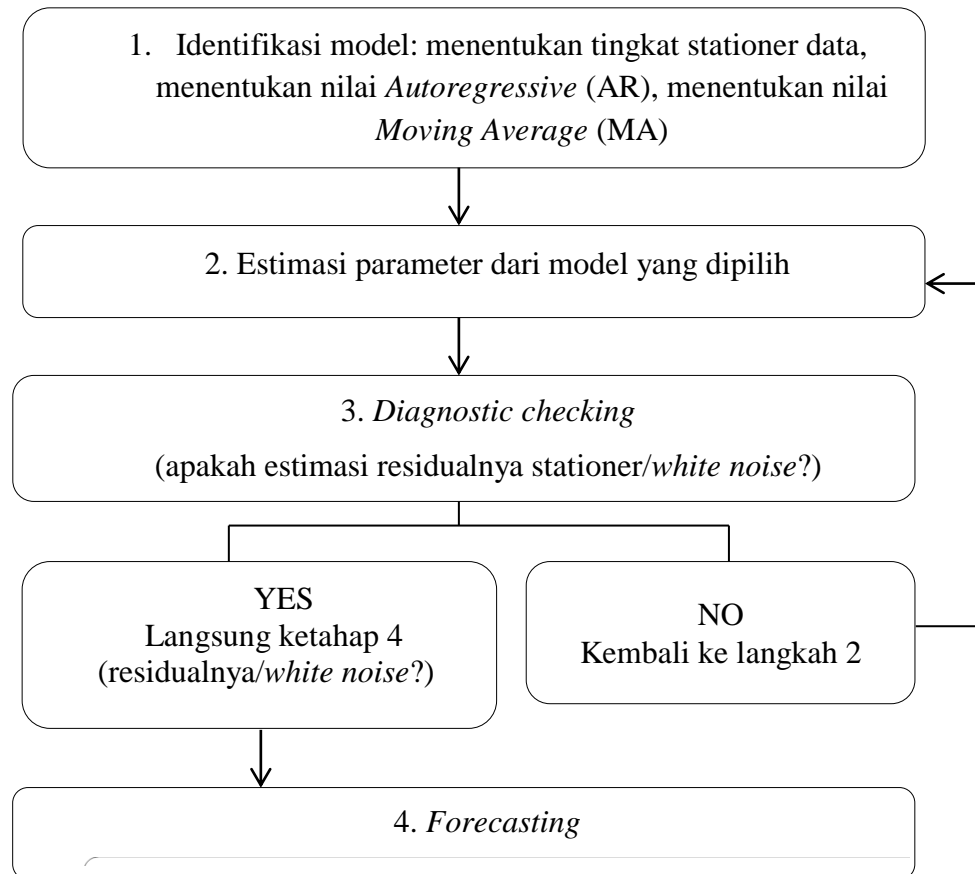 1. Identifikasi model: menentukan tingkat stationer data,
menentukan nilai Autoregressive (AR), menentukan nilai
Moving Average (MA)
2. Estimasi parameter dari model yang dipilih
3. Diagnostic checking
(apakah estimasi residualnya stationer/white noise?)
YES
Langsung ketahap 4
(residualnya/white noise?)
NO
Kembali ke langkah 2
4. Forecasting